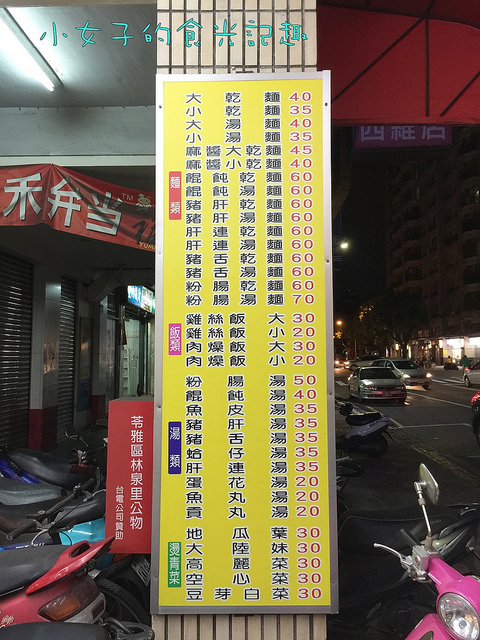 小女子的食光記趣
大乾麵 40
小乾麵 35
大湯麵 40
小湯麵 35
麻醬大乾麵 45
麻醬小乾麵 40
麵類
餛飩乾麵 60
餛飩湯麵 60
豬肝乾麵 60
豬肝湯麵 60
肝連乾麵 60
肝連湯麵 60
豬舌乾麵 60
豬舌湯麵 60
粉腸乾麵 60
粉腸湯麵 70
飯類
雞絲飯 大 30
雞絲飯 小 20
肉燥飯 大 30
肉燥飯 小 20
湯類
粉腸湯 50
餛飩湯 40
魚皮湯 35
豬肝湯 35
豬舌湯 35
蛤仔湯 35
肝連湯 35
蛋花湯 20
魚丸湯 20
貢丸湯 20
燙青菜
地瓜葉 30
大陸妹 30
高麗菜 30
空心菜 30
豆芽白菜 30
禾弁当
TM
苓雅區林泉里公物
台電公司贊助